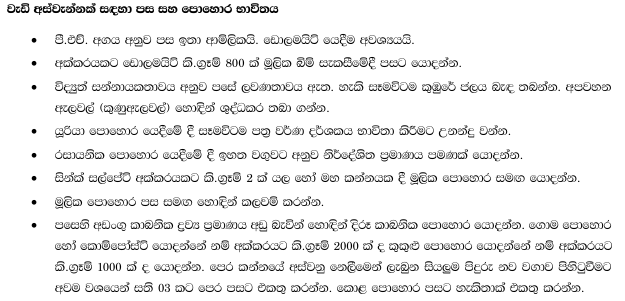 වැඩි අස්වැන්නක් සඳහා පස සහ පොහොර භාවිතය
• පී.එච්. අගය අනුව පස ඉතා ආම්ලිකයි. ඩොලමයිට් යෙදීම අවශ්‍යයයි.
• අක්කරයකට ඩොලමයිට් කි.ග්‍රෑම් 800 ක් මූලික බිම් සැකසීමේදී පසට යොදන්න.
• විද්‍යුත් සන්නායකතාවය අනුව පසේ ලවණතාවය ඇත. හැකි සෑමවිටම කුඹුරේ ජලය බැඳ තබන්න. අපවහන
ඇලවල් (කුණුඇලවල්) හොඳින් ශුද්ධකර තබා ගන්න.
• යූරියා පොහොර යෙදීමේ දී සෑමවිටම පත්‍ර වර්ණ දර්ශකය භාවිතා කිරීමට උනන්දු වන්න.
• රසායනික පොහොර යෙදීමේ දී ඉහත වගුවට අනුව නිර්දේශිත ප්‍රමාණය පමණක් යොදන්න.
• සින්ක් සල්පේට් අක්කරයකට කි.ග්‍රෑම් 2 ක් යල හෝ මහ කන්නයක දී මූලික පොහොර සමඟ යොදන්න.
• මූලික පොහොර පස සමඟ හොඳින් කලවම් කරන්න.
• පසෙහි අඩංගු කාබනික ද්‍රව්‍ය ප්‍රමාණය අඩු බැවින් හොඳින් දිරූ කාබනික පොහොර යොදන්න. ගොම පොහොර
හෝ කොම්පෝස්ට් යොදන්නේ නම් අක්කරයට කි.ග්‍රෑම් 2000 ක් ද කුකුළු පොහොර යොදන්නේ නම් අක්කරයට
කි.ග්‍රෑම් 1000 ක් ද යොදන්න. පෙර කන්නයේ අස්වනු නෙලීමෙන් ලැබුන සියලුම පිදුරු නව වගාව පිහිටුවීමට
අවම වශයෙන් සති 03 කට පෙර පසට එකතු කරන්න. කොළ පොහොර පසට හැකිතාක් එකතු කරන්න.